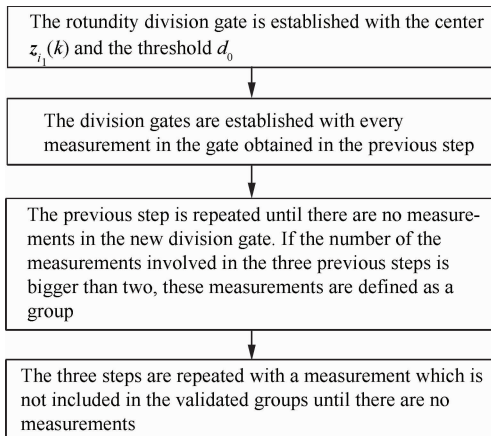 The rotundity division gate is established with the center
z_{i_1}(k) and the threshold d_0
The division gates are established with every
measurement in the gate obtained in the previous step
The previous step is repeated until there are no measure-
ments in the new division gate. If the number of the
measurements involved in the three previous steps is
bigger than two, these measurements are defined as a
group
The three steps are repeated with a measurement which is
not included in the validated groups until there are no
measurements